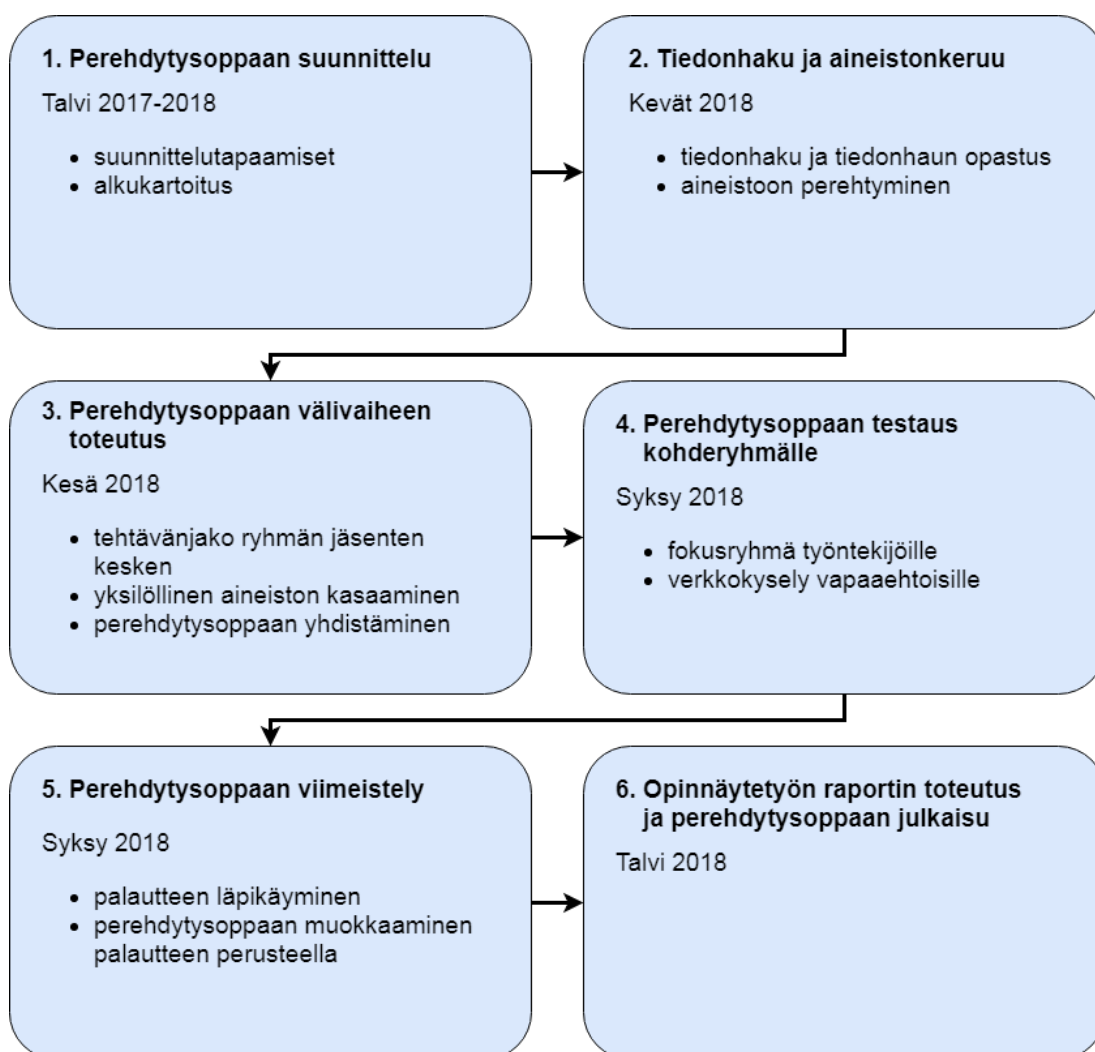 1. Perehdytysoppaan suunnittelu
Talvi 2017-2018
• suunnittelutapaamiset
• alkukartoitus
2. Tiedonhaku ja aineistonkeruu
Kevät 2018
• tiedonhaku ja tiedonhaun opastus
• aineistoon perehtyminen
3. Perehdytysoppaan välivaiheen
toteutus
Kesä 2018
• tehtävänjako ryhmän jäsenten
kesken
• yksilöllinen aineiston kasaaminen
• perehdytysoppaan yhdistäminen
4. Perehdytysoppaan testaus
kohderyhmälle
Syksy 2018
• fokusryhmä työntekijöille
• verkkokysely vapaaehtoisille
5. Perehdytysoppaan viimeistely
Syksy 2018
• palautteen läpikäyminen
• perehdytysoppaan muokkaaminen
palautteen perusteella
6. Opinnäytetyön raportin toteutus
ja perehdytysoppaan julkaisu
Talvi 2018